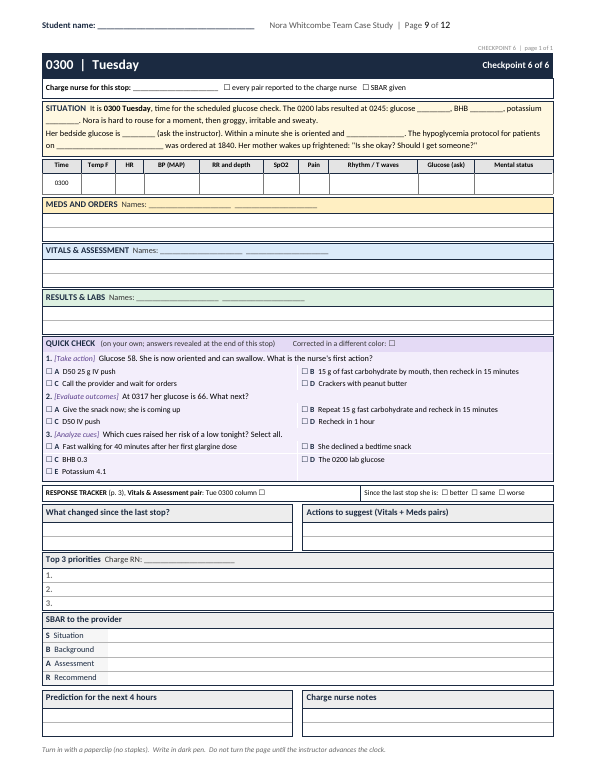 Student name: ____________________________________ Nora Whitcombe Team Case Study | Page 9 of 12
CHECKPOINT 6 | page 1 of 1
0300 | Tuesday Checkpoint 6 of 6
Charge nurse for this stop: ______________________ ☐ every pair reported to the charge nurse ☐ SBAR given
SITUATION It is 0300 Tuesday, time for the scheduled glucose check. The 0200 labs resulted at 0245: glucose ________, BHB ________, potassium
________. Nora is hard to rouse for a moment, then groggy, irritable and sweaty.
Her bedside glucose is ________ (ask the instructor). Within a minute she is oriented and ______________. The hypoglycemia protocol for patients
on __________________________ was ordered at 1840. Her mother wakes up frightened: "Is she okay? Should I get someone?"
Time Temp F HR BP (MAP) RR and depth SpO2 Pain Rhythm / T waves Glucose (ask) Mental status
0300
MEDS AND ORDERS Names: ____________________ ____________________
VITALS & ASSESSMENT Names: ____________________ ____________________
RESULTS & LABS Names: ____________________ ____________________
QUICK CHECK (on your own; answers revealed at the end of this stop) Corrected in a different color: ☐
1. [Take action] Glucose 58. She is now oriented and can swallow. What is the nurse's first action?
☐ A D50 25 g IV push ☐ B 15 g of fast carbohydrate by mouth, then recheck in 15 minutes
☐ C Call the provider and wait for orders ☐ D Crackers with peanut butter
2. [Evaluate outcomes] At 0317 her glucose is 66. What next?
☐ A Give the snack now; she is coming up ☐ B Repeat 15 g fast carbohydrate and recheck in 15 minutes
☐ C D50 IV push ☐ D Recheck in 1 hour
3. [Analyze cues] Which cues raised her risk of a low tonight? Select all.
☐ A Fast walking for 40 minutes after her first glargine dose ☐ B She declined a bedtime snack
☐ C BHB 0.3 ☐ D The 0200 lab glucose
☐ E Potassium 4.1
RESPONSE TRACKER (p. 3), Vitals & Assessment pair: Tue 0300 column ☐ Since the last stop she is: ☐ better ☐ same ☐ worse
What changed since the last stop? Actions to suggest (Vitals + Meds pairs)
Top 3 priorities Charge RN: ______________________
1.
2.
3.
SBAR to the provider
S Situation
B Background
A Assessment
R Recommend
Prediction for the next 4 hours Charge nurse notes
Turn in with a paperclip (no staples). Write in dark pen. Do not turn the page until the instructor advances the clock.